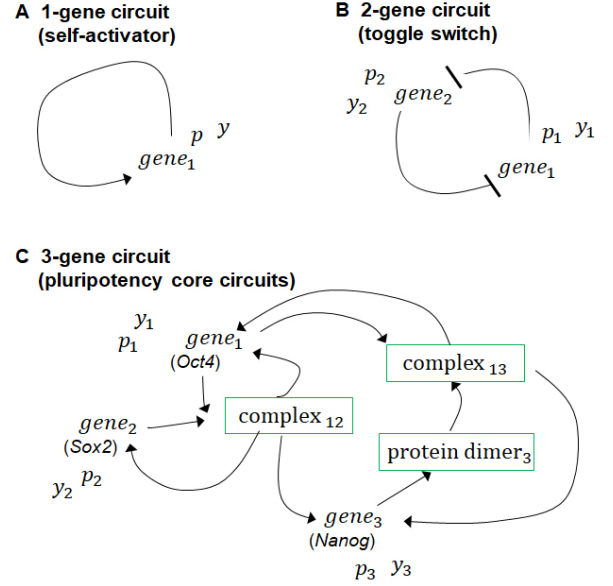 A 1-gene circuit
(self-activator)
p y
gene1
B 2-gene circuit
(toggle switch)
p2
y2 gene2
p1 y1
gene1
C 3-gene circuit
(pluripotency core circuits)
y1
p1 gene1
(Oct4)
complex 13
gene2
(Sox2)
complex 12
protein dimer3
y2 p2
gene3
(Nanog)
p3 y3